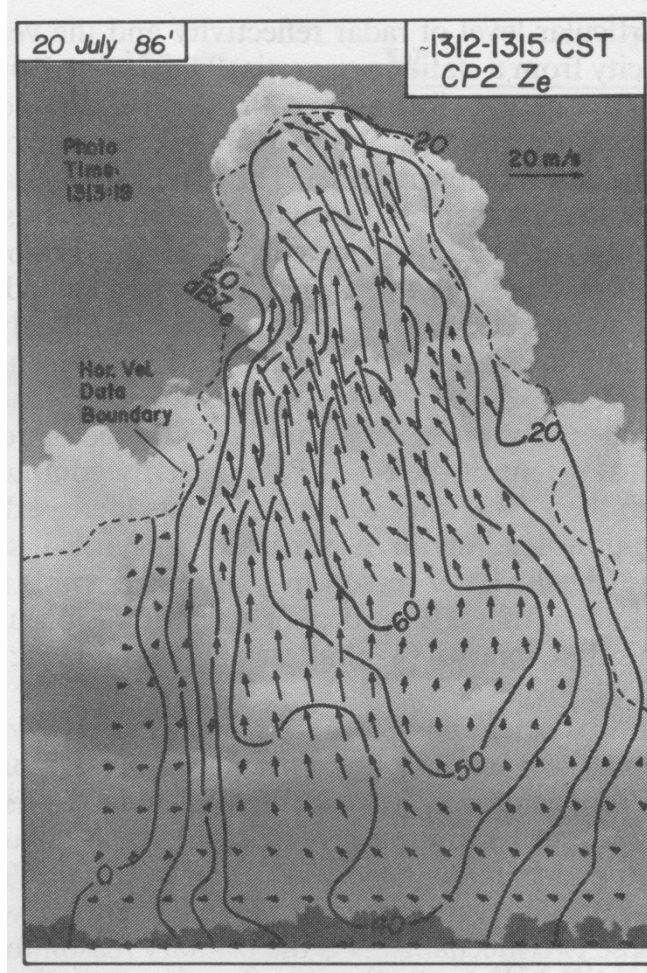 20 July 86'
~1312-1315 CST
CP2 Ze
Photo
Time:
1313:19
20
20 m/s
20
dBZe
Hor. Vel.
Data
Boundary
20
60
50
0
40